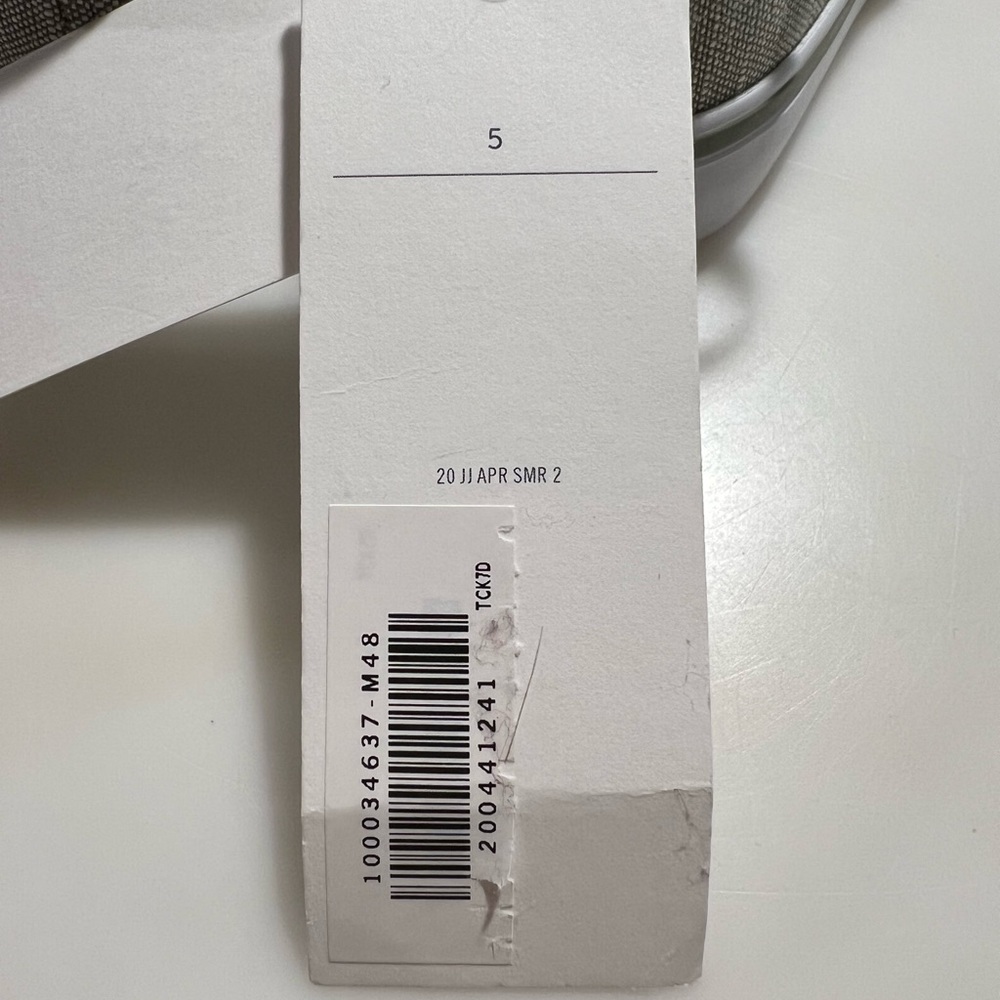 5
20 JJ APR SMR 2
TCK7D
100034637-M48
200441241